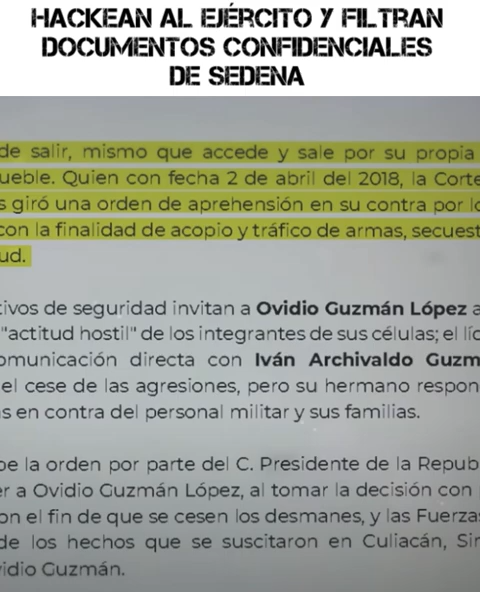 HACKEAN AL EJÉRCITO Y FILTRAN
DOCUMENTOS CONFIDENCIALES
DE SEDENA
de salir, mismo que accede y sale por su propia
ueble. Quien con fecha 2 de abril del 2018, la Corte
s giró una orden de aprehensión en su contra por lo
con la finalidad de acopio y tráfico de armas, secuest
ud.
tivos de seguridad invitan a Ovidio Guzmán López a
"actitud hostil" de los integrantes de sus células; el líd
omunicación directa con Iván Archivaldo Guzm
el cese de las agresiones, pero su hermano respon
s en contra del personal militar y sus familias.
be la orden por parte del C. Presidente de la Repub
er a Ovidio Guzmán López, al tomar la decisión con
on el fin de que se cesen los desmanes, y las Fuerza
de los hechos que se suscitaron en Culiacán, Sin
vidio Guzmán.